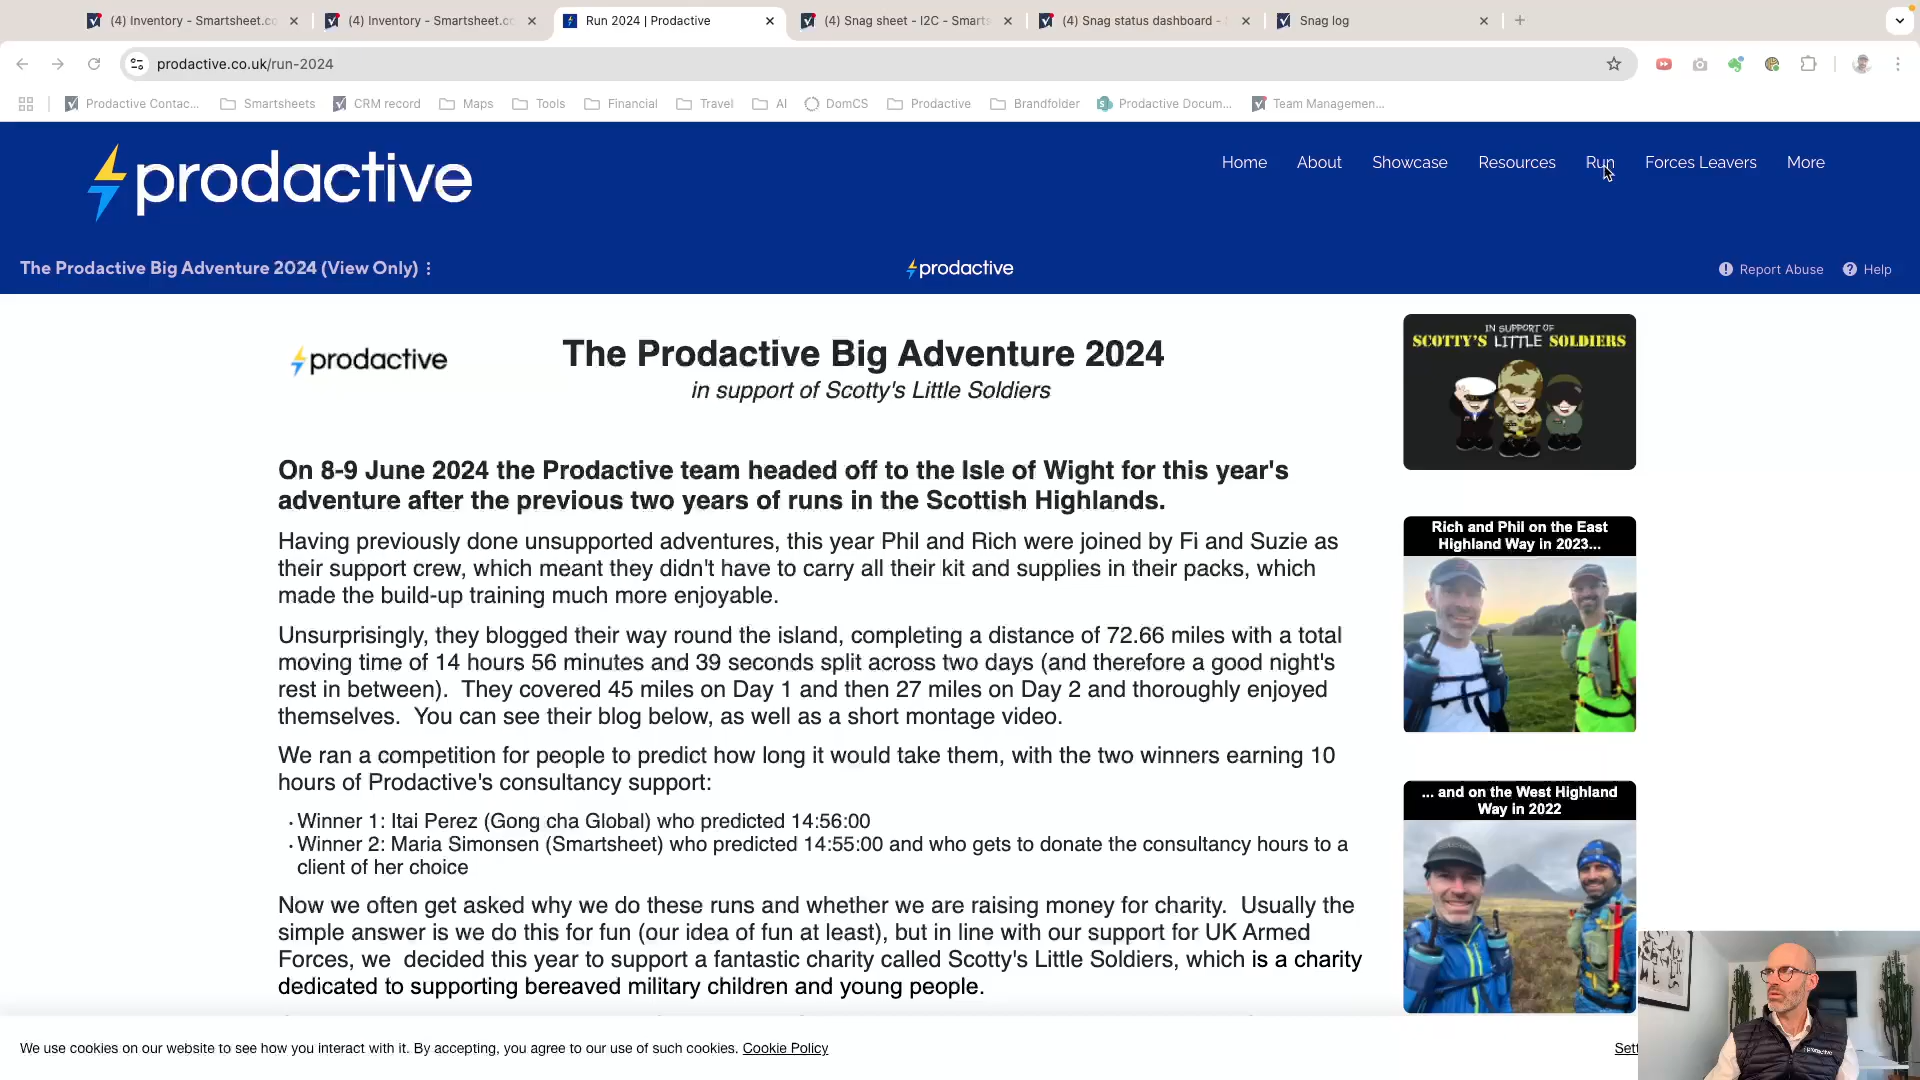 (4) Inventory - Smartsheet.co
(4) Inventory - Smartsheet.co
Run 2024 | Prodactive
(4) Snag sheet - I2C - Smarts
(4) Snag status dashboard -
Snag log
prodactive.co.uk/run-2024
Prodactive Contac...
Smartsheets
CRM record
Maps
Tools
Financial
Travel
AI
DomCS
Prodactive
Brandfolder
Prodactive Docum...
Team Managemen...
prodactive
Home
About
Showcase
Resources
Run
Forces Leavers
More
The Prodactive Big Adventure 2024 (View Only)
prodactive
Report Abuse
Help
prodactive
The Prodactive Big Adventure 2024
in support of Scotty's Little Soldiers
On 8-9 June 2024 the Prodactive team headed off to the Isle of Wight for this year's
adventure after the previous two years of runs in the Scottish Highlands.
Having previously done unsupported adventures, this year Phil and Rich were joined by Fi and Suzie as
their support crew, which meant they didn't have to carry all their kit and supplies in their packs, which
made the build-up training much more enjoyable.
Unsurprisingly, they blogged their way round the island, completing a distance of 72.66 miles with a total
moving time of 14 hours 56 minutes and 39 seconds split across two days (and therefore a good night's
rest in between).  They covered 45 miles on Day 1 and then 27 miles on Day 2 and thoroughly enjoyed
themselves.  You can see their blog below, as well as a short montage video.
We ran a competition for people to predict how long it would take them, with the two winners earning 10
hours of Prodactive's consultancy support:
· Winner 1: Itai Perez (Gong cha Global) who predicted 14:56:00
· Winner 2: Maria Simonsen (Smartsheet) who predicted 14:55:00 and who gets to donate the consultancy hours to a
client of her choice
Now we often get asked why we do these runs and whether we are raising money for charity.  Usually the
simple answer is we do this for fun (our idea of fun at least), but in line with our support for UK Armed
Forces, we  decided this year to support a fantastic charity called Scotty's Little Soldiers, which is a charity
dedicated to supporting bereaved military children and young people.
IN SUPPORT OF
SCOTTY'S LITTLE SOLDIERS
Rich and Phil on the East
Highland Way in 2023...
... and on the West Highland
Way in 2022
We use cookies on our website to see how you interact with it. By accepting, you agree to our use of such cookies. Cookie Policy
Sett
prodactive